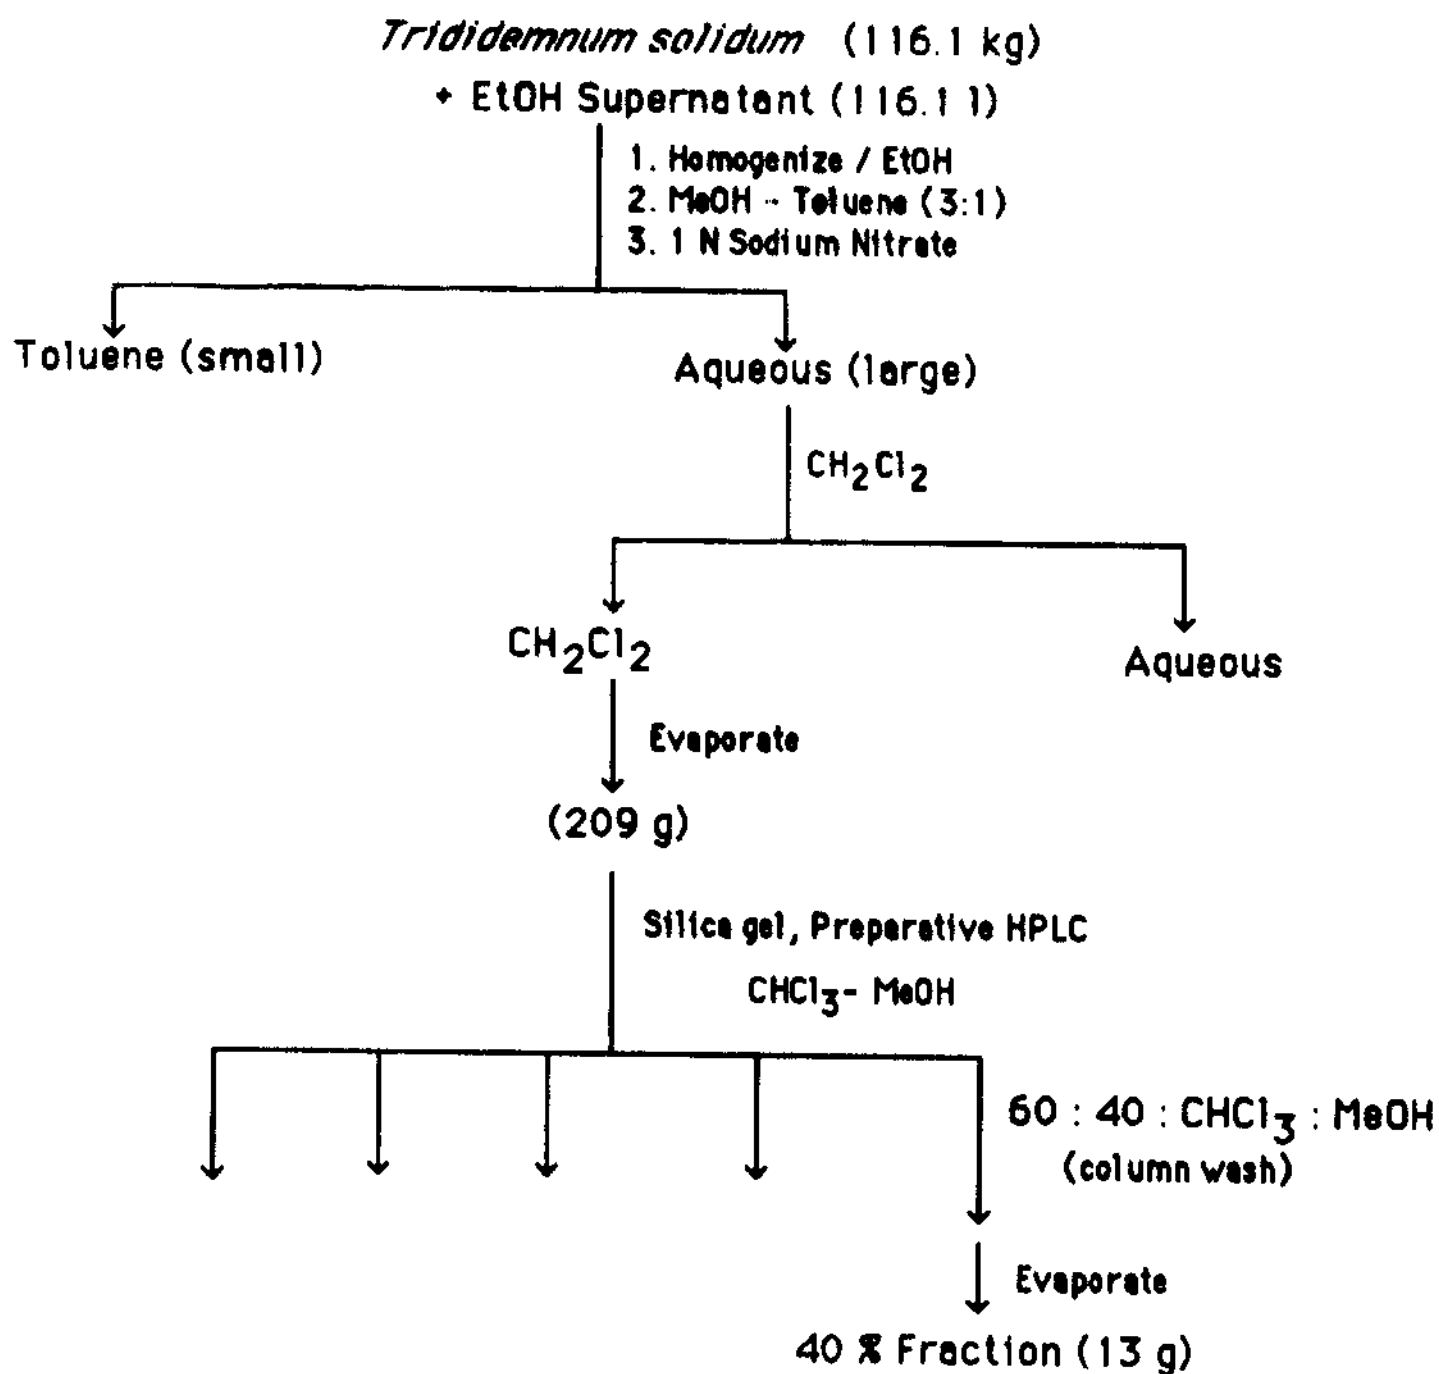 Trididemnum solidum (116.1 kg)
+ EtOH Supernatant (116.1 l)
1. Homogenize / EtOH
2. MeOH - Toluene (3:1)
3. 1 N Sodium Nitrate
Toluene (small)
Aqueous (large)
CH₂Cl₂
CH₂Cl₂
Aqueous
Evaporate
(209 g)
Silica gel, Preparative HPLC
CHCl₃- MeOH
60 : 40 : CHCl₃ : MeOH
(column wash)
Evaporate
40 % Fraction (13 g)